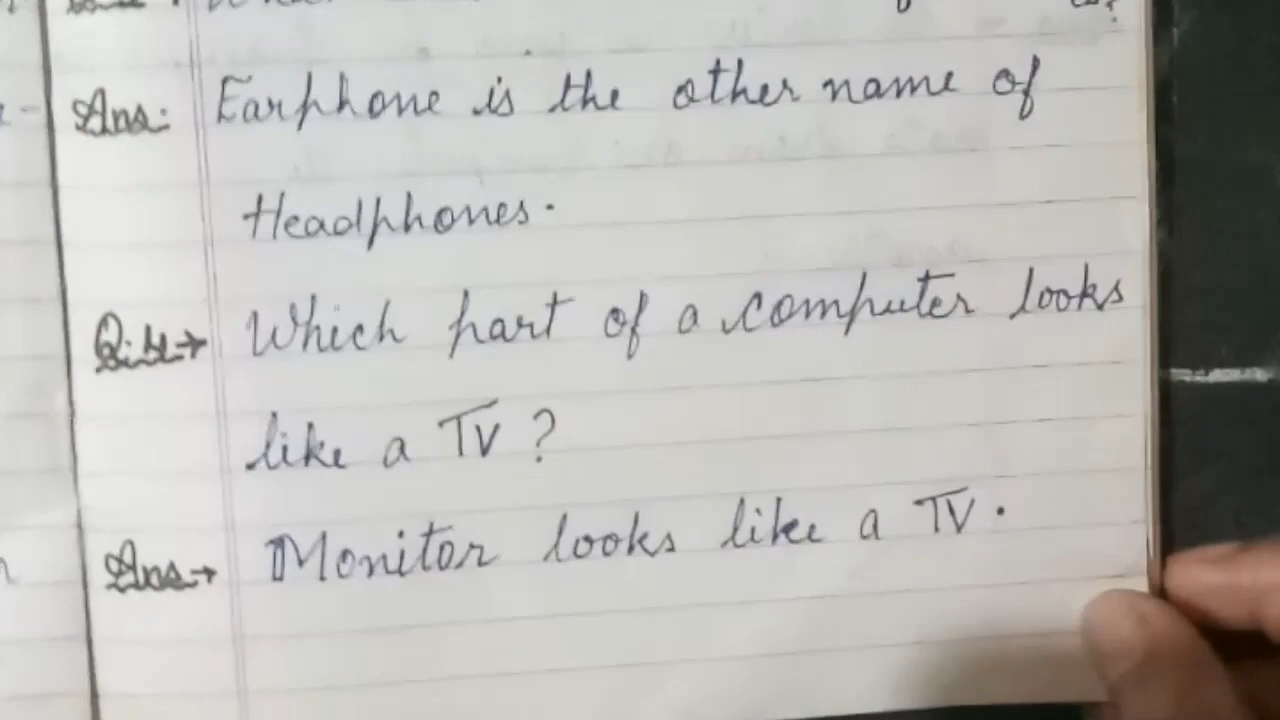 Ans: Earphone is the other name of
Headphones.
Which part of a computer looks
like a TV?
Ans→ Monitor looks like a TV.